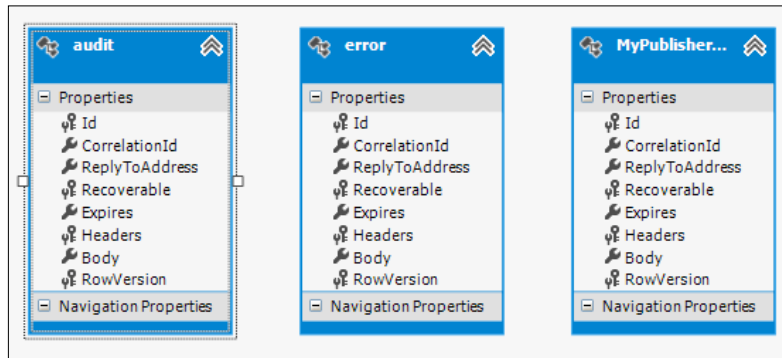 audit
Properties
Id
CorrelationId
ReplyToAddress
Recoverable
Expires
Headers
Body
RowVersion
Navigation Properties
error
Properties
Id
CorrelationId
ReplyToAddress
Recoverable
Expires
Headers
Body
RowVersion
Navigation Properties
MyPublisher...
Properties
Id
CorrelationId
ReplyToAddress
Recoverable
Expires
Headers
Body
RowVersion
Navigation Properties